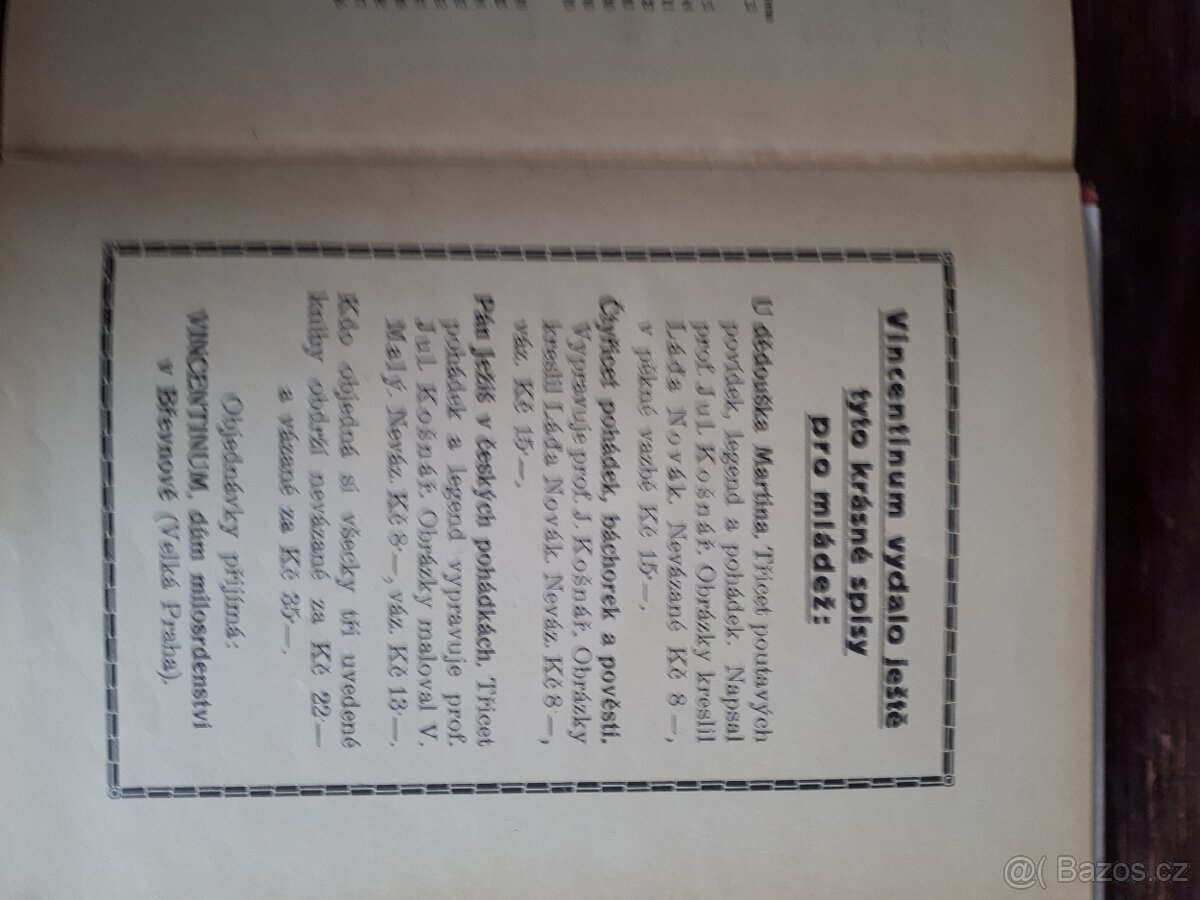 Vincentinum vydalo ještě
tyto krásné spisy
pro mládež:
U dědouška Martina. Třicet poutavých
povídek, legend a pohádek. Napsal
prof. Jul. Košnář. Obrázky kreslil
Láda Novák. Nevázané Kč 8·—,
v pěkné vazbě Kč 15·—,
Čtyřicet pohádek, báchorek a pověstí.
Vypravuje prof. J. Košnář. Obrázky
kreslil Láda Novák. Neváz. Kč 8·—,
váz. Kč 15·—,
Pán Ježíš v českých pohádkách. Třicet
pohádek a legend vypravuje prof.
Jul. Košnář. Obrázky maloval V.
Malý. Neváz. Kč 8·—, váz. Kč 13·—.
Kdo objedná si všecky tři uvedené
knihy obdrží nevázané za Kč 22·—
a vázané za Kč 35·—.
Objednávky přijímá:
VINCENTINUM, dům milosrdenství
v Břevnově (Velká Praha).
@( Bazos.cz